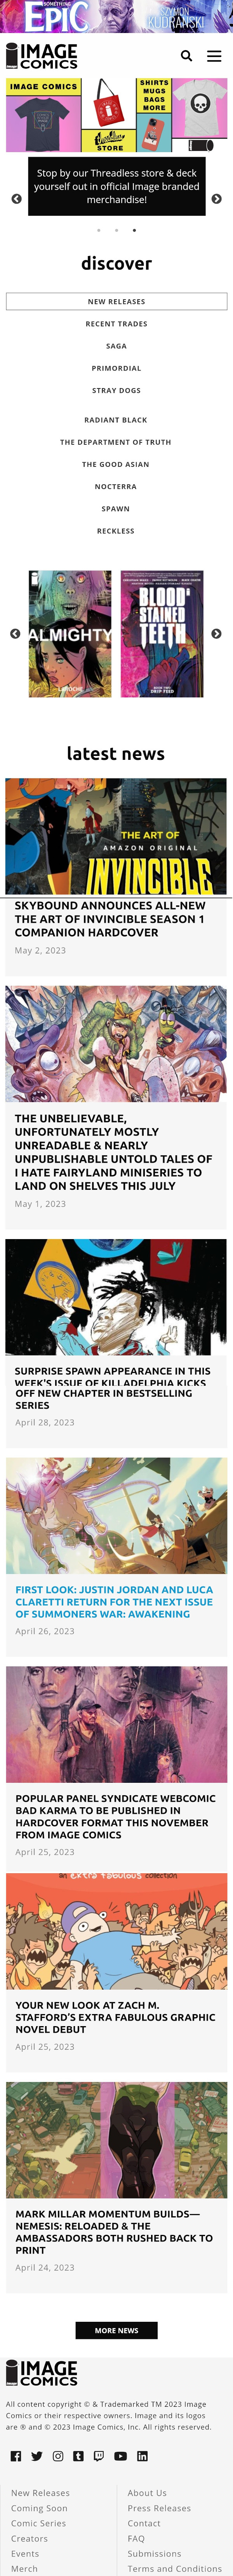 SOMETHING
EPIC
SZYMON
KUDRANSKI
IMAGE
COMICS
IMAGE COMICS
SHIRTS
MUGS
BAGS
MORE
STORE
Stop by our Threadless store & deck
yourself out in official Image branded
merchandise!
discover
NEW RELEASES
RECENT TRADES
SAGA
PRIMORDIAL
STRAY DOGS
RADIANT BLACK
THE DEPARTMENT OF TRUTH
THE GOOD ASIAN
NOCTERRA
SPAWN
RECKLESS
ALMIGHTY
LAROCHE
BLOOD
STAINED
TEETH
DRIP FEED
latest news
THE ART OF
AMAZON ORIGINAL
INVINCIBLE
SKYBOUND ANNOUNCES ALL-NEW
THE ART OF INVINCIBLE SEASON 1
COMPANION HARDCOVER
May 2, 2023
THE UNBELIEVABLE,
UNFORTUNATELY MOSTLY
UNREADABLE & NEARLY
UNPUBLISHABLE UNTOLD TALES OF
I HATE FAIRYLAND MINISERIES TO
LAND ON SHELVES THIS JULY
May 1, 2023
SURPRISE SPAWN APPEARANCE IN THIS
WEEK'S ISSUE OF KILLADELPHIA KICKS
OFF NEW CHAPTER IN BESTSELLING
SERIES
April 28, 2023
FIRST LOOK: JUSTIN JORDAN AND LUCA
CLARETTI RETURN FOR THE NEXT ISSUE
OF SUMMONERS WAR: AWAKENING
April 26, 2023
POPULAR PANEL SYNDICATE WEBCOMIC
BAD KARMA TO BE PUBLISHED IN
HARDCOVER FORMAT THIS NOVEMBER
FROM IMAGE COMICS
April 25, 2023
an extra fabulous collection
YOUR NEW LOOK AT ZACH M.
STAFFORD'S EXTRA FABULOUS GRAPHIC
NOVEL DEBUT
April 25, 2023
MARK MILLAR MOMENTUM BUILDS—
NEMESIS: RELOADED & THE
AMBASSADORS BOTH RUSHED BACK TO
PRINT
April 24, 2023
MORE NEWS
IMAGE
COMICS
All content copyright © & Trademarked TM 2023 Image
Comics or their respective owners. Image and its logos
are ® and © 2023 Image Comics, Inc. All rights reserved.
New Releases
Coming Soon
Comic Series
Creators
Events
Merch
About Us
Press Releases
Contact
FAQ
Submissions
Terms and Conditions